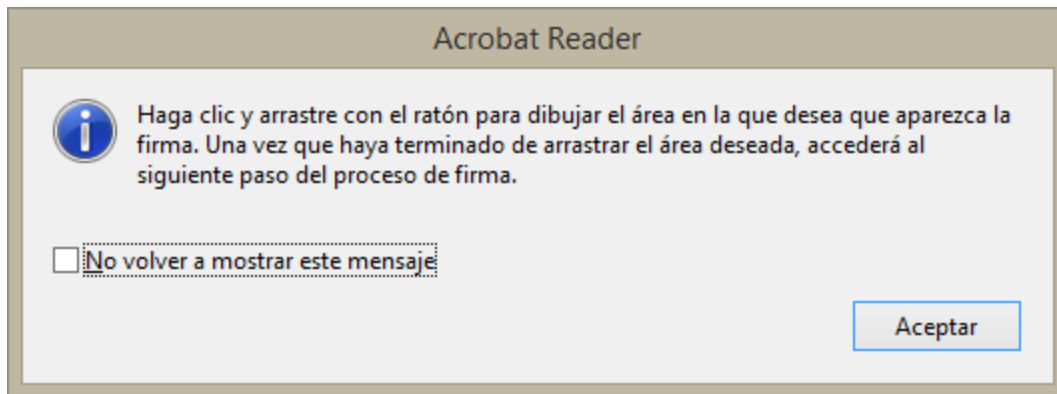 Acrobat Reader
Haga clic y arrastre con el ratón para dibujar el área en la que desea que aparezca la
firma. Una vez que haya terminado de arrastrar el área deseada, accederá al
siguiente paso del proceso de firma.
No volver a mostrar este mensaje
Aceptar